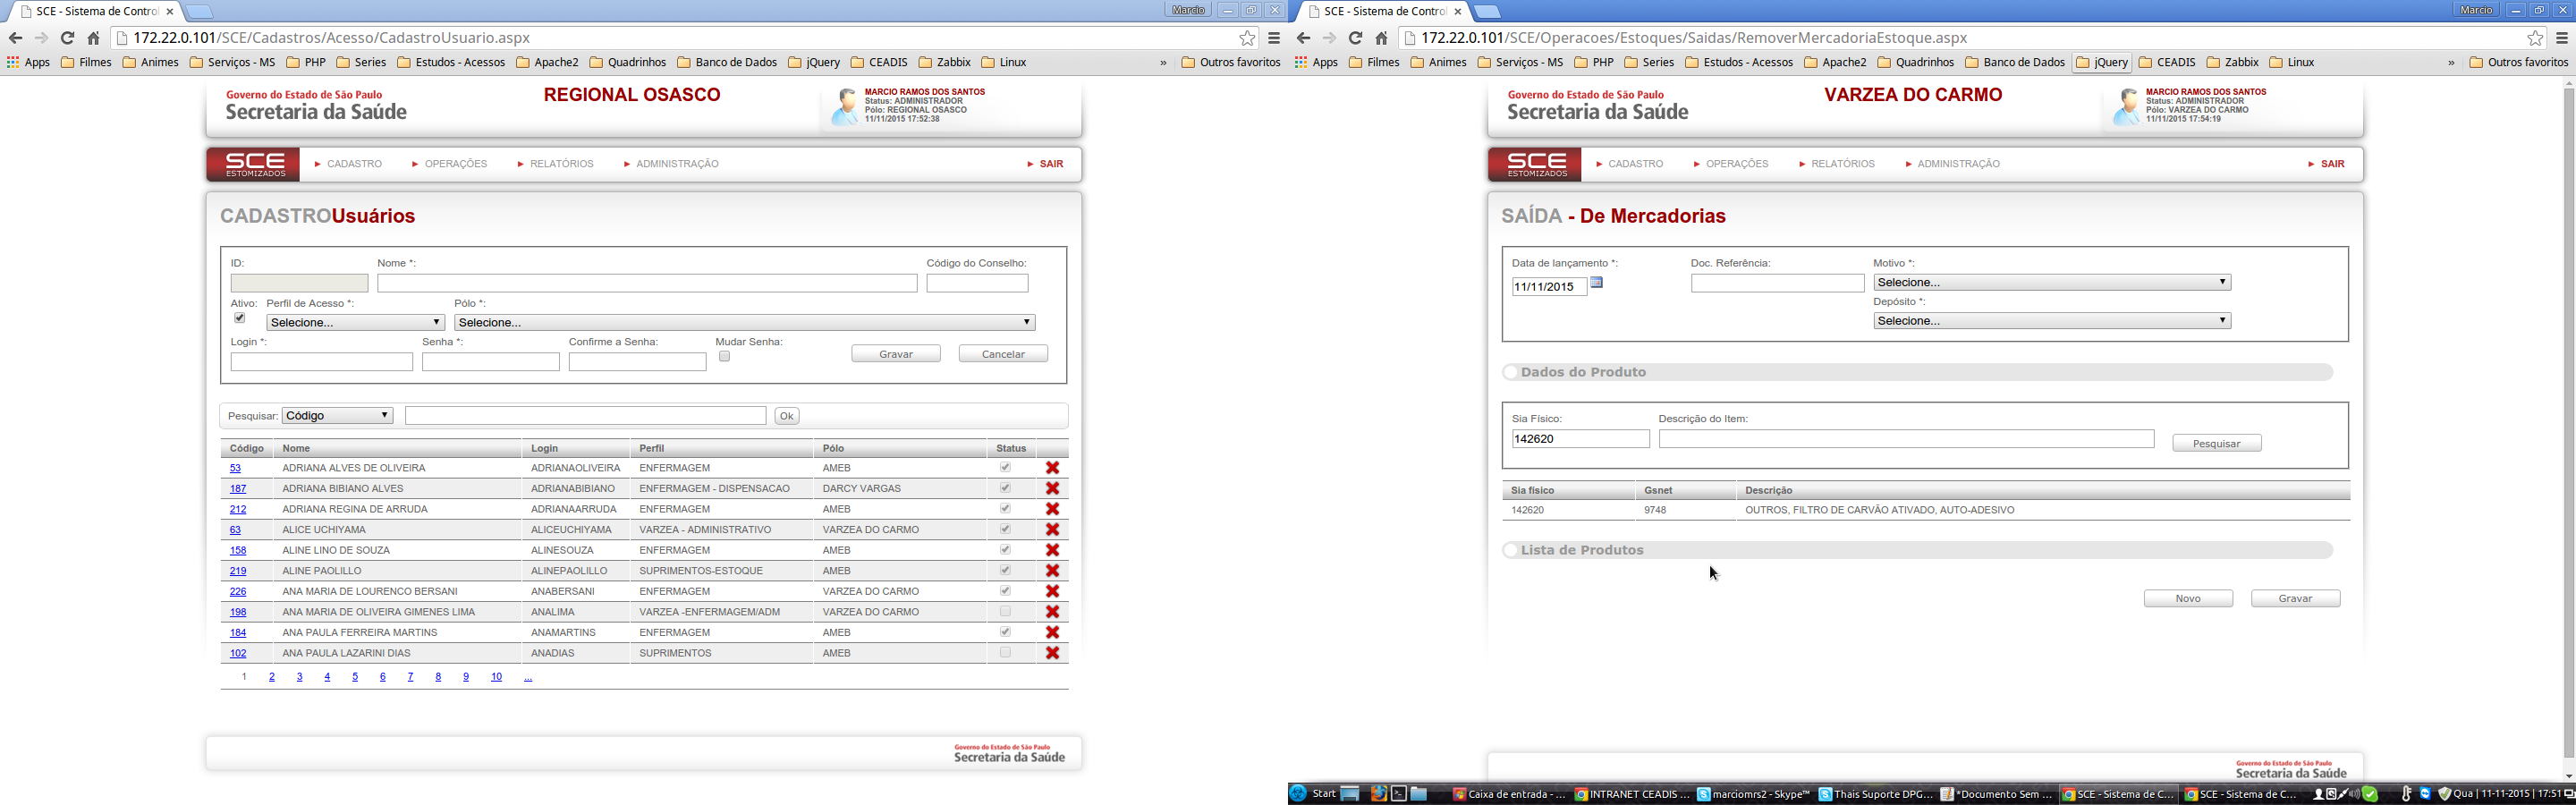 SCE - Sistema de Control
Marcio
172.22.0.101/SCE/Cadastros/Acesso/CadastroUsuario.aspx
Apps Filmes Animes Serviços - MS PHP Series Estudos - Acessos Apache2 Quadrinhos Banco de Dados jQuery CEADIS Zabbix Linux » Outros favoritos
Governo do Estado de São Paulo
Secretaria da Saúde
REGIONAL OSASCO
MARCIO RAMOS DOS SANTOS
Status: ADMINISTRADOR
Pólo: REGIONAL OSASCO
11/11/2015 17:52:38
SCE
ESTOMIZADOS
CADASTRO OPERAÇÕES RELATÓRIOS ADMINISTRAÇÃO SAIR
CADASTROUsuários
ID: Nome *: Código do Conselho:
Ativo: Perfil de Acesso *: Pólo *:
Selecione... Selecione...
Login *: Senha *: Confirme a Senha: Mudar Senha:
Gravar Cancelar
Pesquisar: Código Ok
Código Nome Login Perfil Pólo Status
53 ADRIANA ALVES DE OLIVEIRA ADRIANAOLIVEIRA ENFERMAGEM AMEB
187 ADRIANA BIBIANO ALVES ADRIANABIBIANO ENFERMAGEM - DISPENSACAO DARCY VARGAS
212 ADRIANA REGINA DE ARRUDA ADRIANAARRUDA ENFERMAGEM AMEB
63 ALICE UCHIYAMA ALICEUCHIYAMA VARZEA - ADMINISTRATIVO VARZEA DO CARMO
158 ALINE LINO DE SOUZA ALINESOUZA ENFERMAGEM AMEB
219 ALINE PAOLILLO ALINEPAOLILLO SUPRIMENTOS-ESTOQUE AMEB
226 ANA MARIA DE LOURENCO BERSANI ANABERSANI ENFERMAGEM VARZEA DO CARMO
198 ANA MARIA DE OLIVEIRA GIMENES LIMA ANALIMA VARZEA -ENFERMAGEM/ADM VARZEA DO CARMO
184 ANA PAULA FERREIRA MARTINS ANAMARTINS ENFERMAGEM AMEB
102 ANA PAULA LAZARINI DIAS ANADIAS SUPRIMENTOS AMEB
1 2 3 4 5 6 7 8 9 10 ...
Governo do Estado de São Paulo
Secretaria da Saúde
SCE - Sistema de Control
Marcio
172.22.0.101/SCE/Operacoes/Estoques/Saidas/RemoverMercadoriaEstoque.aspx
Apps Filmes Animes Serviços - MS PHP Series Estudos - Acessos Apache2 Quadrinhos Banco de Dados jQuery CEADIS Zabbix Linux » Outros favoritos
Governo do Estado de São Paulo
Secretaria da Saúde
VARZEA DO CARMO
MARCIO RAMOS DOS SANTOS
Status: ADMINISTRADOR
Pólo: VARZEA DO CARMO
11/11/2015 17:54:19
SCE
ESTOMIZADOS
CADASTRO OPERAÇÕES RELATÓRIOS ADMINISTRAÇÃO SAIR
SAÍDA - De Mercadorias
Data de lançamento *: Doc. Referência: Motivo *:
11/11/2015 Selecione...
Depósito *:
Selecione...
Dados do Produto
Sia Físico: Descrição do Item:
142620 Pesquisar
Sia físico Gsnet Descrição
142620 9748 OUTROS, FILTRO DE CARVÃO ATIVADO, AUTO-ADESIVO
Lista de Produtos
Novo Gravar
Governo do Estado de São Paulo
Secretaria da Saúde
Start Caixa de entrada - ... INTRANET CEADIS ... marciomrs2 - Skype™ Thais Suporte DPG... *Documento Sem ... SCE - Sistema de C... SCE - Sistema de C... Qua | 11-11-2015 | 17:51